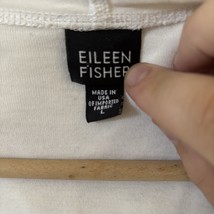 EILEEN
FISHER
MADE IN
USA
OF IMPORTED
FABRIC
L